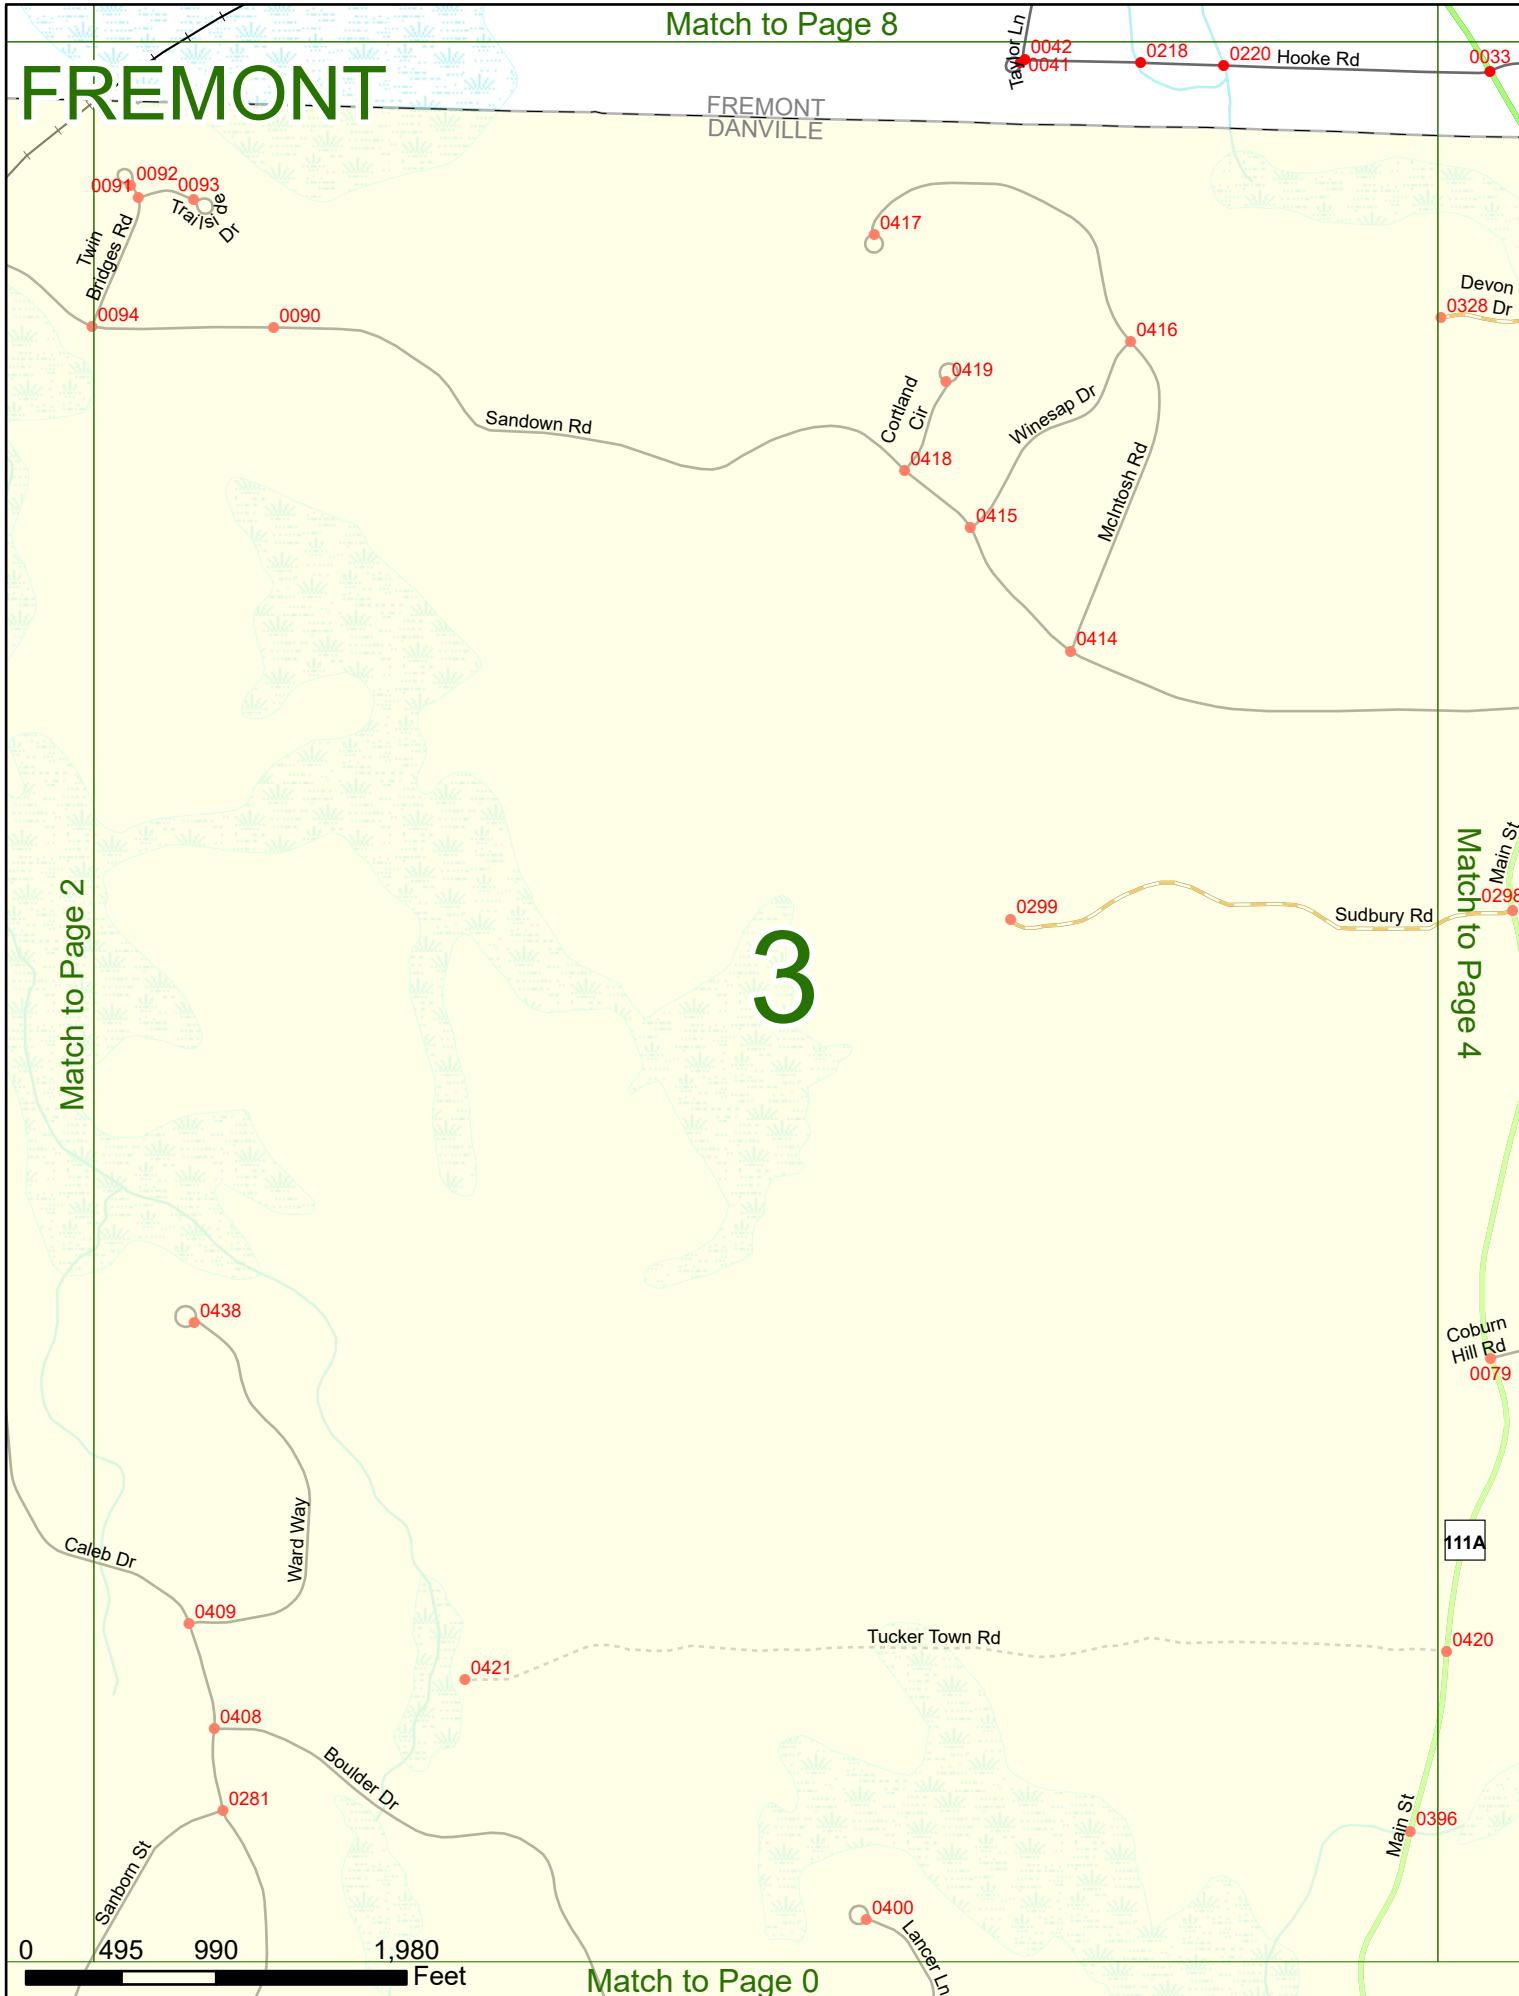 Match to Page 8
FREMONT
Taylor Ln
0042
0041
0218
0220
Hooke Rd
0033
FREMONT
DANVILLE
0091
0092
0093
Trailside Dr
Twin
Bridges Rd
0094
0090
0417
0416
Devon
Dr
0328
0419
Cortland
Cir
Winesap Dr
Sandown Rd
0418
McIntosh Rd
0415
0414
Match to Page 2
3
0299
Sudbury Rd
Main St
0298
Match to Page 4
0438
Coburn
Hill Rd
0079
Ward Way
Caleb Dr
111A
0409
0421
Tucker Town Rd
0420
0408
Boulder Dr
0281
Sanborn St
Main St
0396
0400
Lancer Ln
0 495 990 1,980
Feet
Match to Page 0